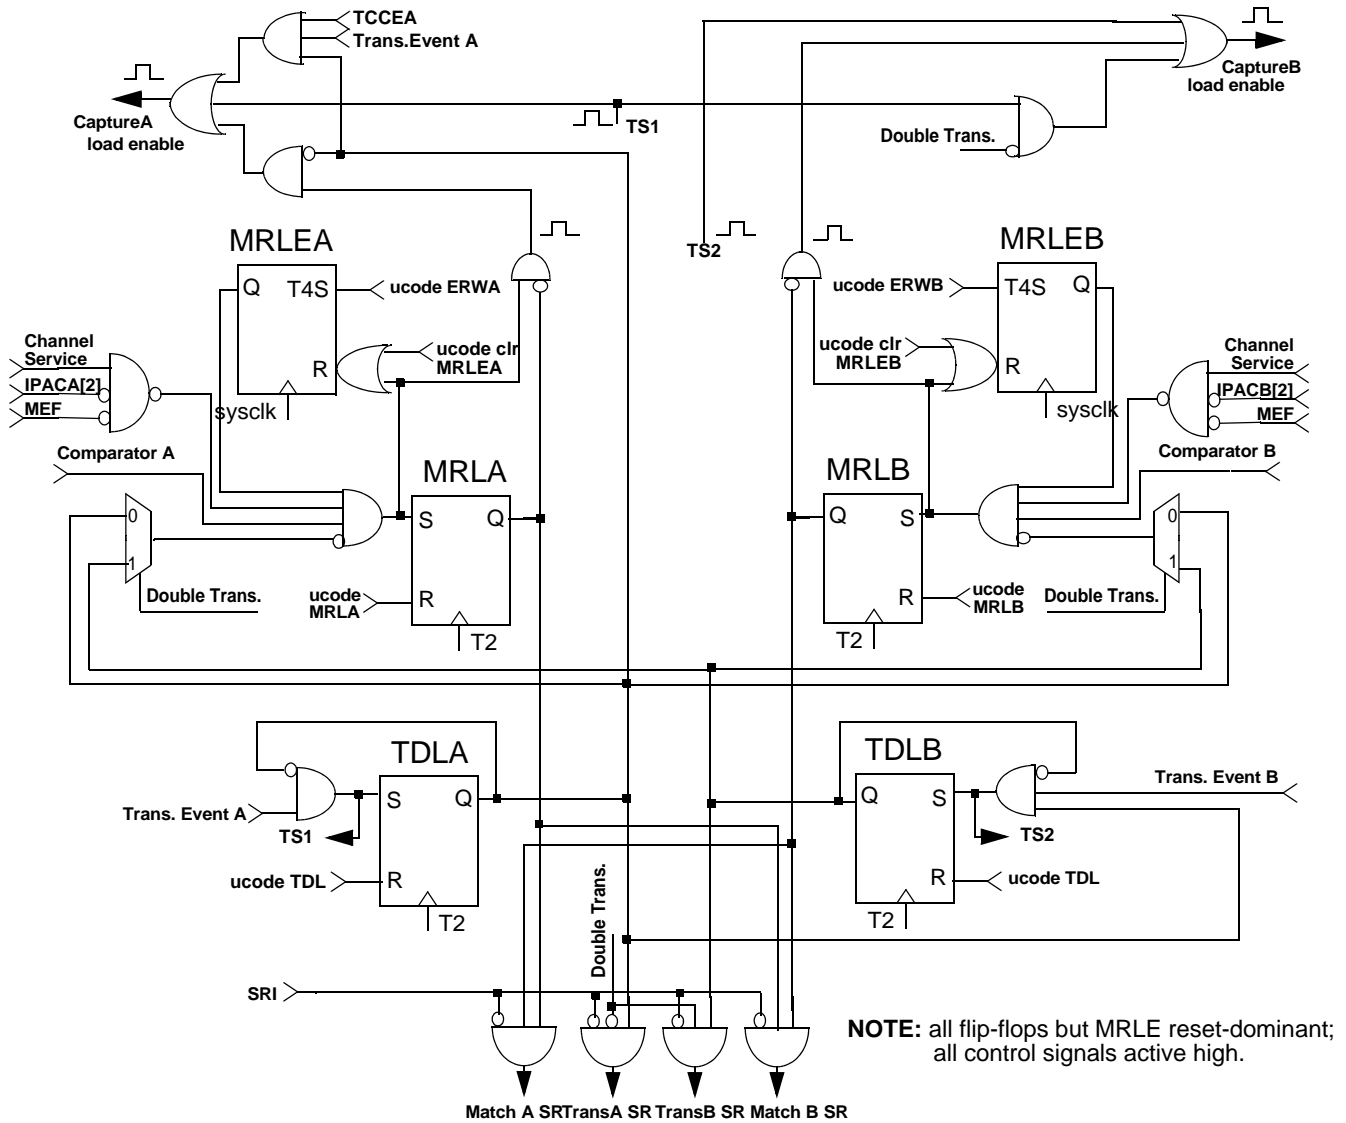 TCCEA
Trans.Event A
CaptureA
load enable
TS1
Double Trans.
CaptureB
load enable
TS2
MRLEA
Q T4S
R
sysclk
ucode ERWA
ucode clr
MRLEA
MRLEB
T4S Q
R
sysclk
ucode ERWB
ucode clr
MRLEB
Channel
Service
IPACA[2]
MEF
Comparator A
Channel
Service
IPACB[2]
MEF
Comparator B
MRLA
S Q
R
T2
ucode
MRLA
0
1
Double Trans.
MRLB
Q S
R
T2
ucode
MRLB
0
1
Double Trans.
TDLA
S Q
R
T2
Trans. Event A
TS1
ucode TDL
TDLB
Q S
R
T2
Trans. Event B
TS2
ucode TDL
Double Trans.
SRI
NOTE: all flip-flops but MRLE reset-dominant;
all control signals active high.
Match A SR TransA SR TransB SR Match B SR